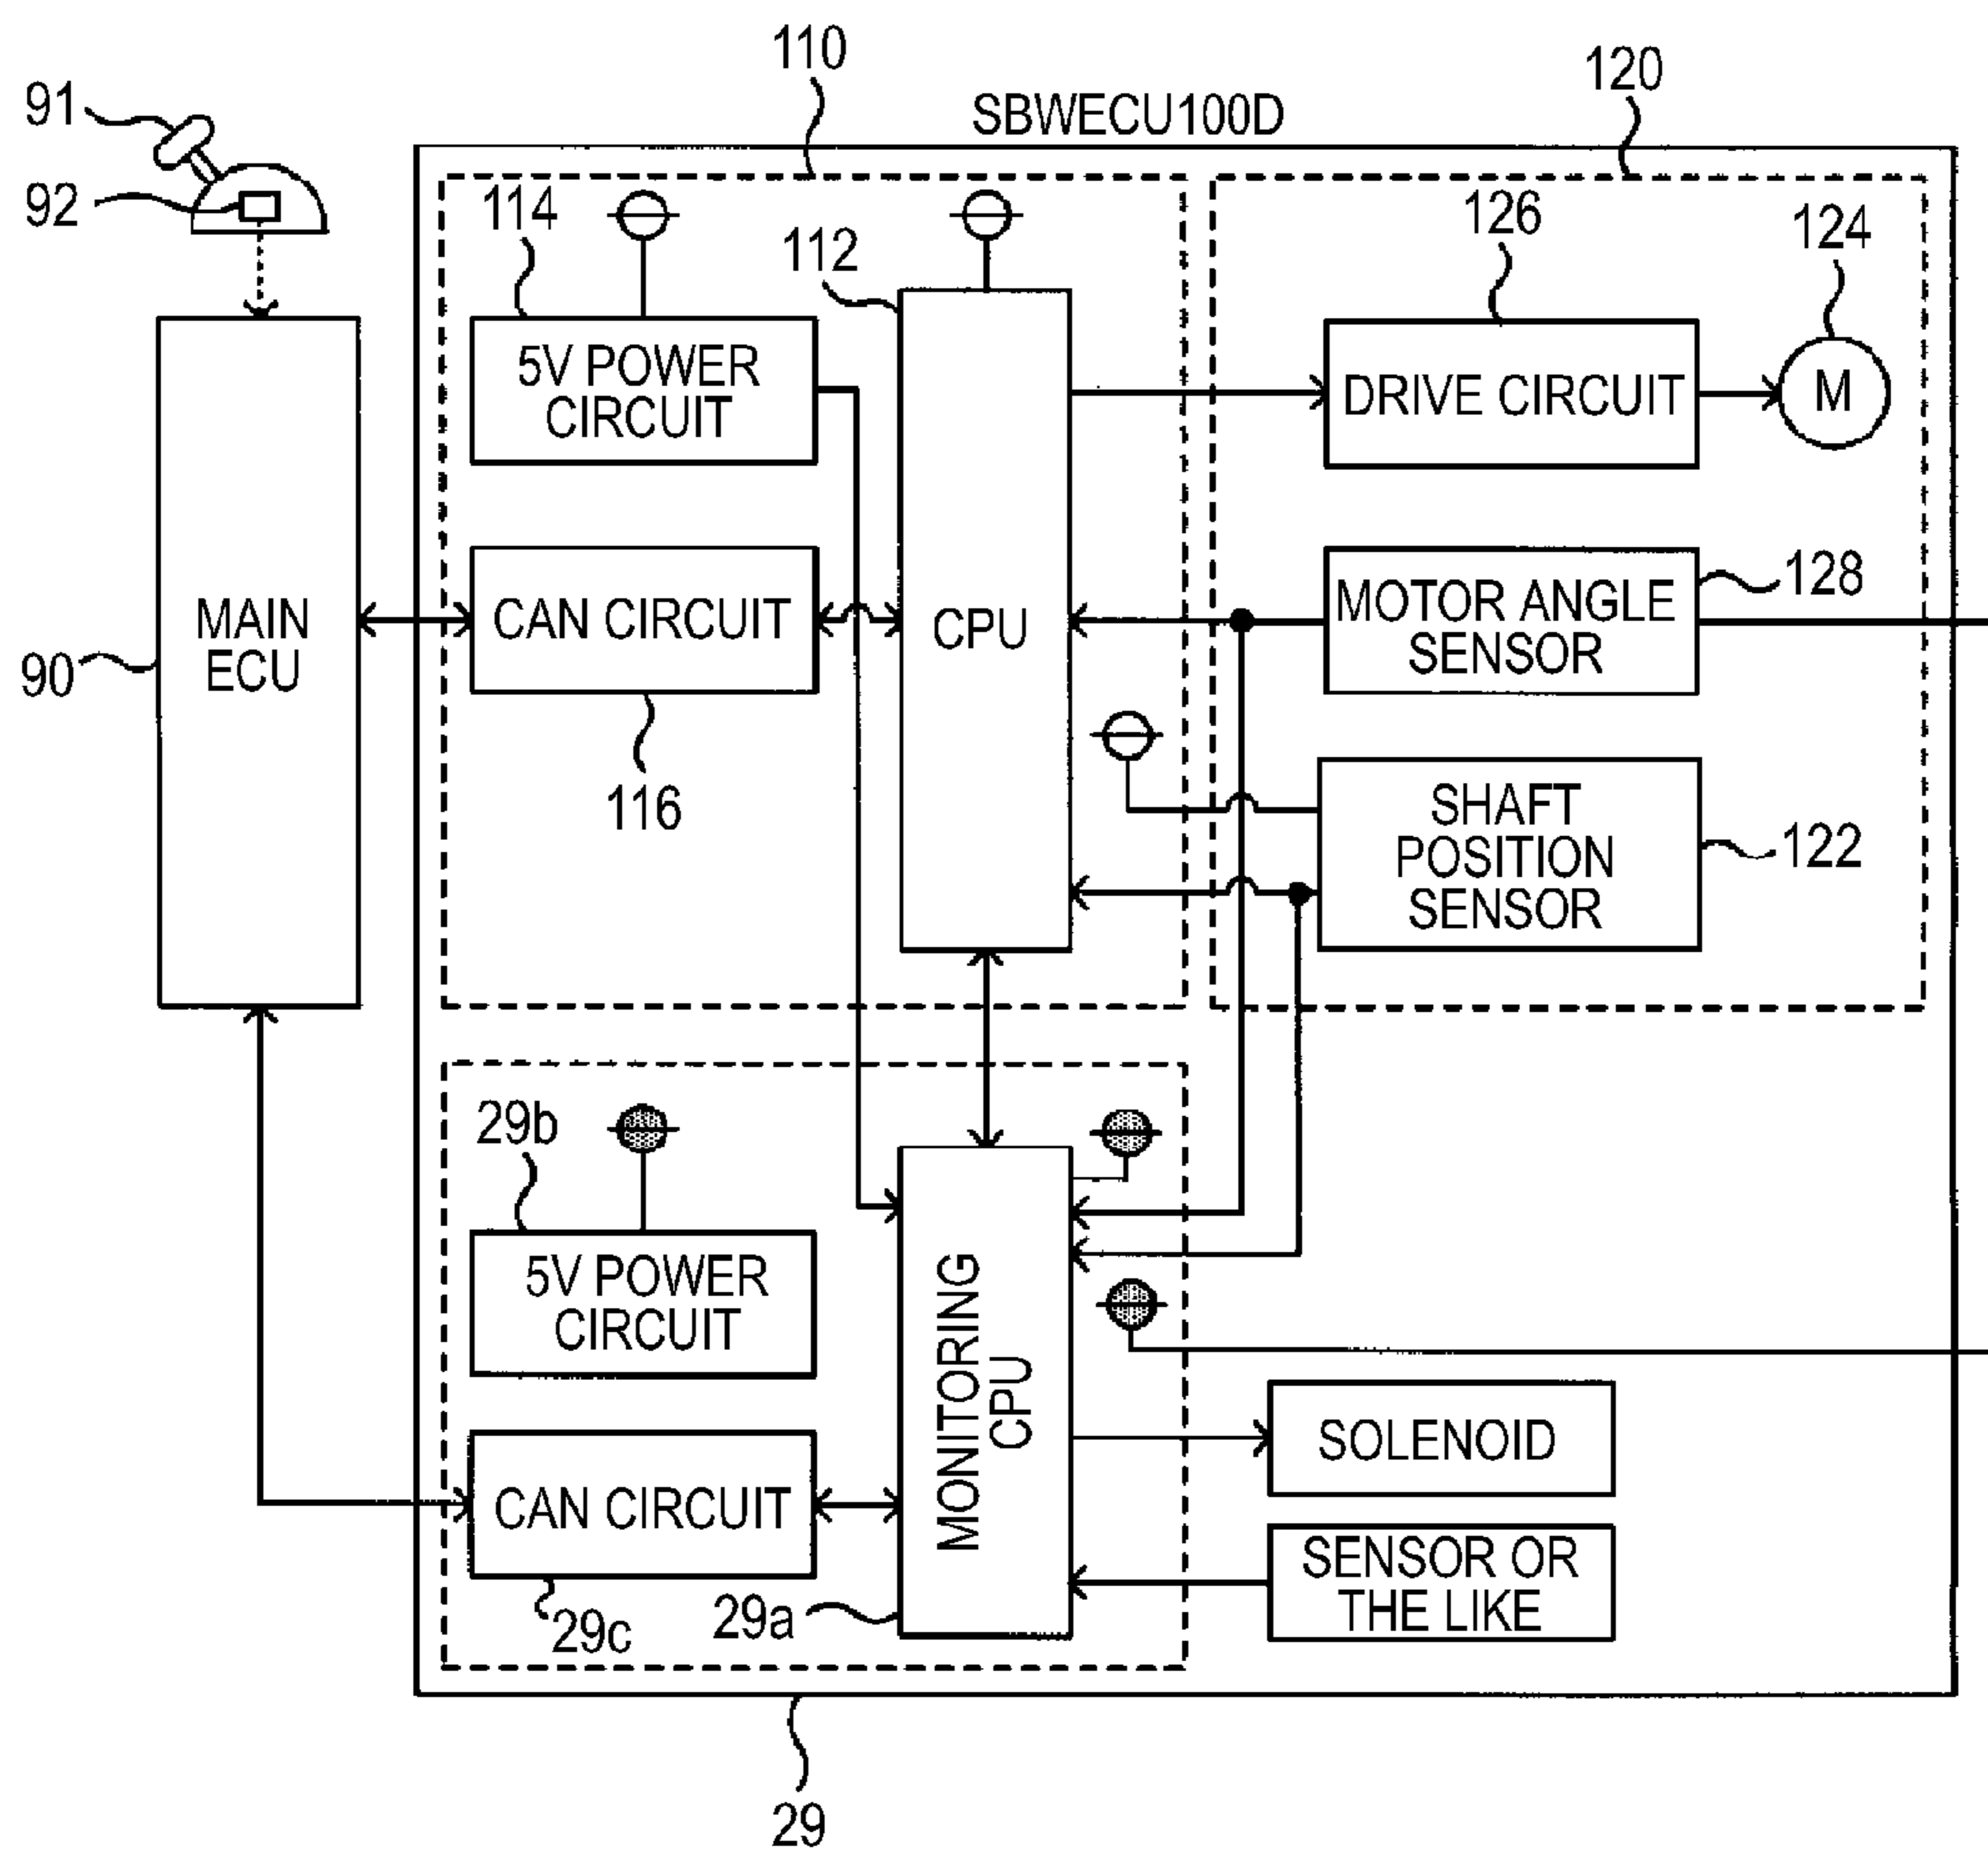 110
120
91
SBWECU100D
92
114
126
124
112
5V POWER
CIRCUIT
DRIVE CIRCUIT
M
MAIN
ECU
CAN CIRCUIT
CPU
MOTOR ANGLE
SENSOR
128
90
116
SHAFT
POSITION
SENSOR
122
29b
5V POWER
CIRCUIT
MONITORING
CPU
SOLENOID
CAN CIRCUIT
SENSOR OR
THE LIKE
29c
29a
29